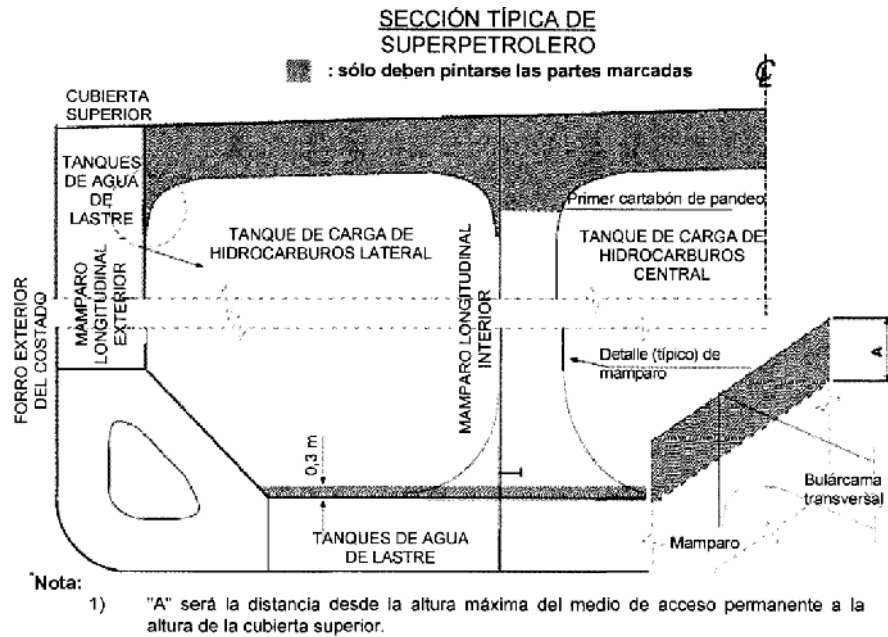 SECCIÓN TÍPICA DE
SUPERPETROLERO
: sólo deben pintarse las partes marcadas
CUBIERTA
SUPERIOR
TANQUES
DE AGUA
DE
LASTRE
Primer cartabón de pandeo
TANQUE DE CARGA DE
HIDROCARBUROS LATERAL
TANQUE DE CARGA DE
HIDROCARBUROS
CENTRAL
FORRO EXTERIOR
DEL COSTADO
MAMPARO
LONGITUDINAL
EXTERIOR
MAMPARO LONGITUDINAL
INTERIOR
Detalle (típico) de
mamparo
A
0,3 m
Bulárcama
transversal
TANQUES DE AGUA
DE LASTRE
Mamparo
Nota:
1) "A" será la distancia desde la altura máxima del medio de acceso permanente a la
altura de la cubierta superior.